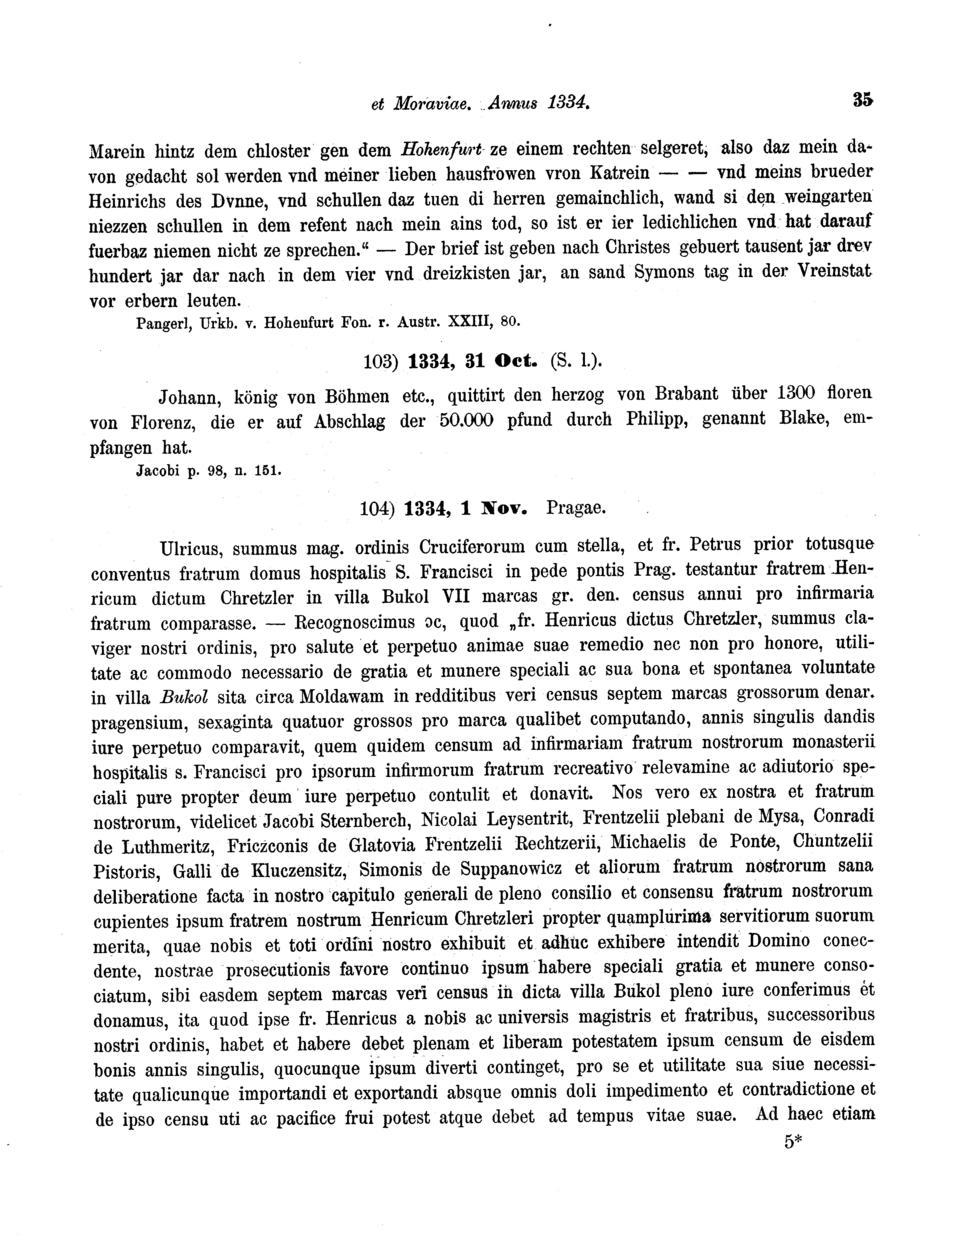 et Moraviae. Annus 1334. 35
Marein hintz dem chloster gen dem Hohenfurt ze einem rechten selgeret, also daz mein da-
von gedacht sol werden vnd meiner lieben hausfrowen vron Katrein — — vnd meins brueder
Heinrichs des Dvnne, vnd schullen daz tuen di herren gemainchlich, wand si den weingarten
niezzen schullen in dem refent nach mein ains tod, so ist er ier ledichlichen vnd hat darauf
fuerbaz niemen nicht ze sprechen.“ — Der brief ist geben nach Christes gebuert tausent jar drev
hundert jar dar nach in dem vier vnd dreizkisten jar, an sand Symons tag in der Vreinstat
vor erbern leuten.
Pangerl, Urkb. v. Hohenfurt Fon. r. Austr. XXIII, 80.
103) 1334, 31 Oct. (S. l.).
Johann, könig von Böhmen etc., quittirt den herzog von Brabant über 1300 floren
von Florenz, die er auf Abschlag der 50.000 pfund durch Philipp, genannt Blake, em-
pfangen hat.
Jacobi p. 98, n. 151.
104) 1334, 1 Nov. Pragae.
Ulricus, summus mag. ordinis Cruciferorum cum stella, et fr. Petrus prior totusque
conventus fratrum domus hospitalis S. Francisci in pede pontis Prag. testantur fratrem Hen-
ricum dictum Chretzler in villa Bukol VII marcas gr. den. census annui pro infirmaria
fratrum comparasse. — Recognoscimus ɔc, quod „fr. Henricus dictus Chretzler, summus cla-
viger nostri ordinis, pro salute et perpetuo animae suae remedio nec non pro honore, utili-
tate ac commodo necessario de gratia et munere speciali ac sua bona et spontanea voluntate
in villa Bukol sita circa Moldawam in redditibus veri census septem marcas grossorum denar.
pragensium, sexaginta quatuor grossos pro marca qualibet computando, annis singulis dandis
iure perpetuo comparavit, quem quidem censum ad infirmariam fratrum nostrorum monasterii
hospitalis s. Francisci pro ipsorum infirmorum fratrum recreativo relevamine ac adiutorio spe-
ciali pure propter deum iure perpetuo contulit et donavit. Nos vero ex nostra et fratrum
nostrorum, videlicet Jacobi Sternberch, Nicolai Leysentrit, Frentzelii plebani de Mysa, Conradi
de Luthmeritz, Friczconis de Glatovia Frentzelii Rechtzerii, Michaelis de Ponte, Chuntzelii
Pistoris, Galli de Kluczensitz, Simonis de Suppanowicz et aliorum fratrum nostrorum sana
deliberatione facta in nostro capitulo generali de pleno consilio et consensu fratrum nostrorum
cupientes ipsum fratrem nostrum Henricum Chretzleri propter quamplurima servitiorum suorum
merita, quae nobis et toti ordini nostro exhibuit et adhuc exhibere intendit Domino conec-
dente, nostrae prosecutionis favore continuo ipsum habere speciali gratia et munere conso-
ciatum, sibi easdem septem marcas veri census in dicta villa Bukol pleno iure conferimus et
donamus, ita quod ipse fr. Henricus a nobis ac universis magistris et fratribus, successoribus
nostri ordinis, habet et habere debet plenam et liberam potestatem ipsum censum de eisdem
bonis annis singulis, quocunque ipsum diverti continget, pro se et utilitate sua siue necessi-
tate qualicunque importandi et exportandi absque omnis doli impedimento et contradictione et
de ipso censu uti ac pacifice frui potest atque debet ad tempus vitae suae. Ad haec etiam
5*